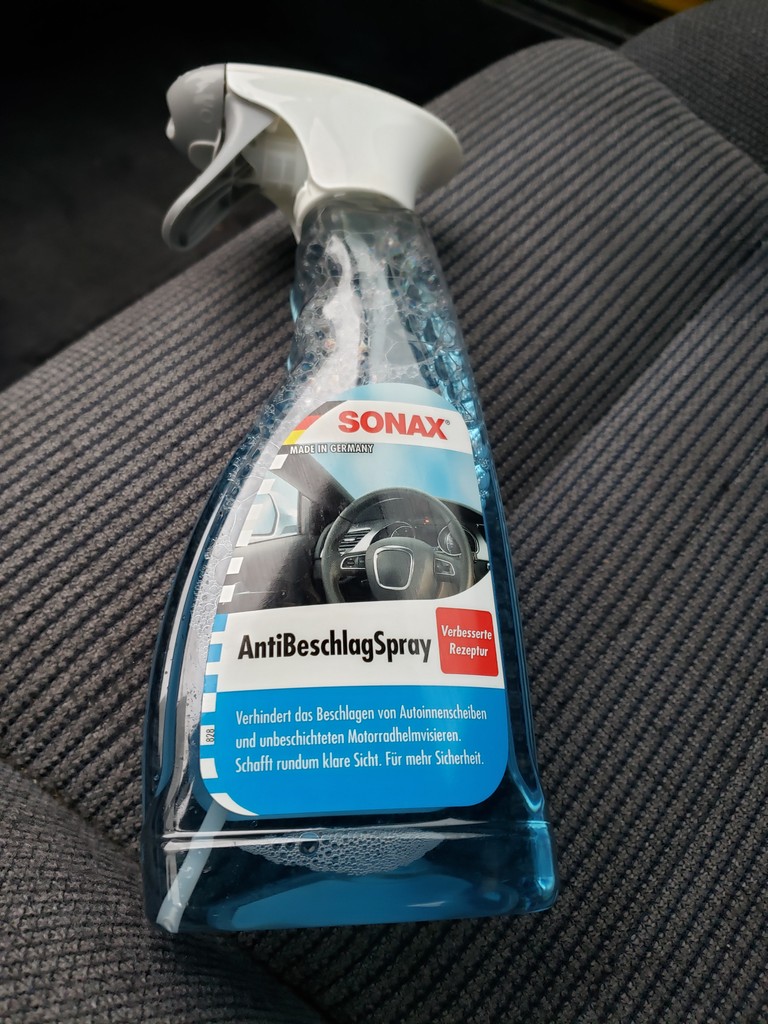 SONAX®
MADE IN GERMANY
AntiBeschlagSpray
Verbesserte
Rezeptur
Verhindert das Beschlagen von Autoinnenscheiben
und unbeschichteten Motorradhelmvisieren.
Schafft rundum klare Sicht. Für mehr Sicherheit.
828